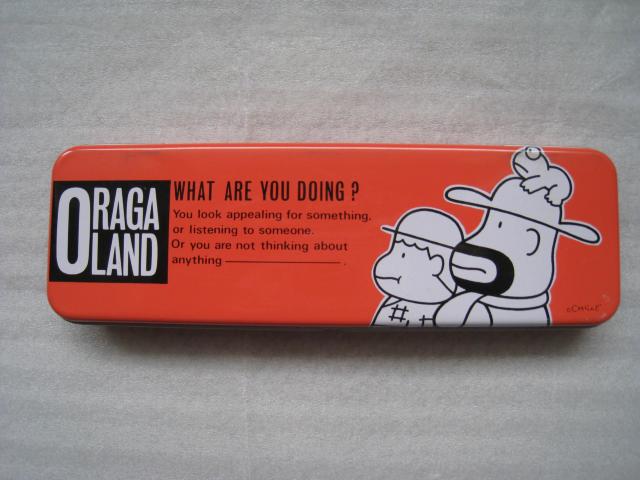 ORAGA
LAND
WHAT ARE YOU DOING?
You look appealing for something,
or listening to someone.
Or you are not thinking about
anything ―――――.